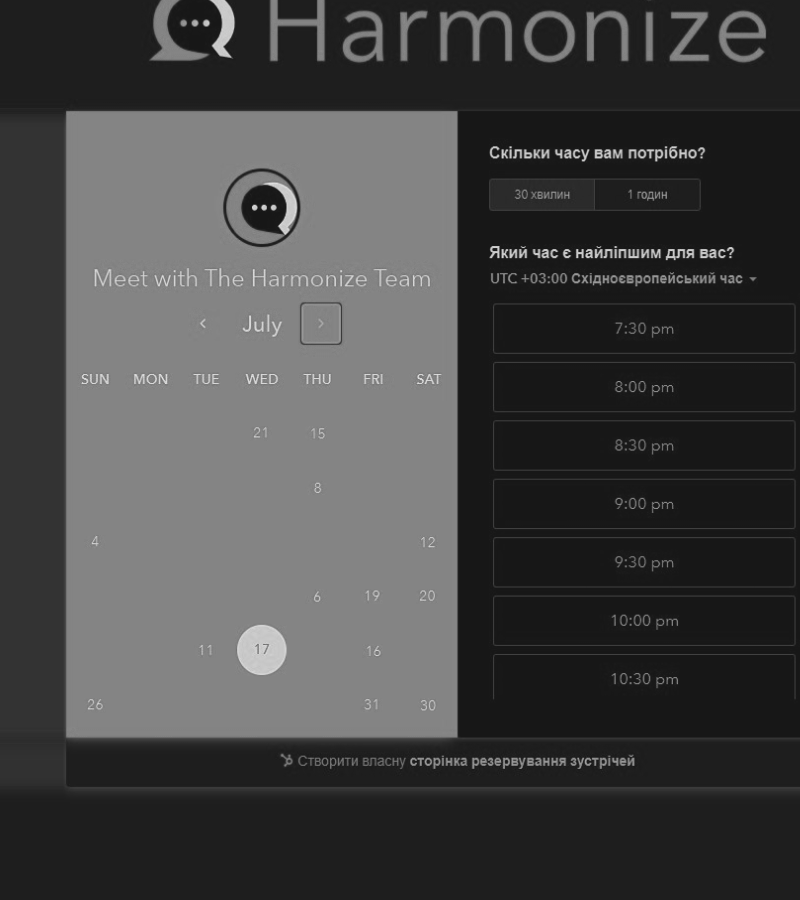 Harmonize
Meet with The Harmonize Team
July
SUN MON TUE WED THU FRI SAT
21 15
8
4 12
6 19 20
11 17 16
26 31 30
Скільки часу вам потрібно?
30 хвилин 1 годин
Який час є найліпшим для вас?
UTC +03:00 Східноєвропейський час
7:30 pm
8:00 pm
8:30 pm
9:00 pm
9:30 pm
10:00 pm
10:30 pm
Створити власну сторінка резервування зустрічей